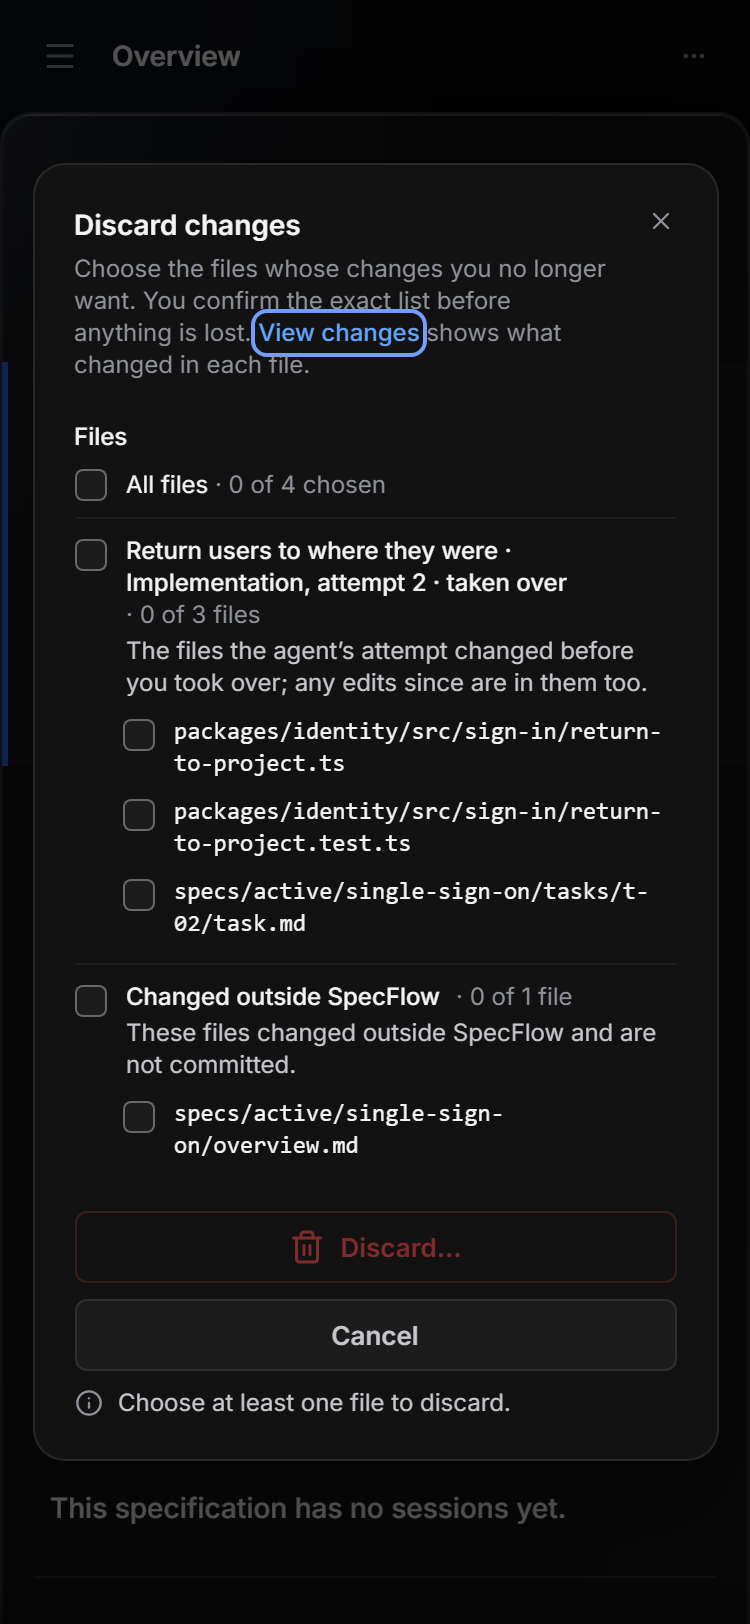 Overview
Discard changes
Choose the files whose changes you no longer
want. You confirm the exact list before
anything is lost. View changes shows what
changed in each file.
Files
All files · 0 of 4 chosen
Return users to where they were ·
Implementation, attempt 2 · taken over
· 0 of 3 files
The files the agent’s attempt changed before
you took over; any edits since are in them too.
packages/identity/src/sign-in/return-
to-project.ts
packages/identity/src/sign-in/return-
to-project.test.ts
specs/active/single-sign-on/tasks/t-
02/task.md
Changed outside SpecFlow · 0 of 1 file
These files changed outside SpecFlow and are
not committed.
specs/active/single-sign-
on/overview.md
Discard…
Cancel
Choose at least one file to discard.
This specification has no sessions yet.